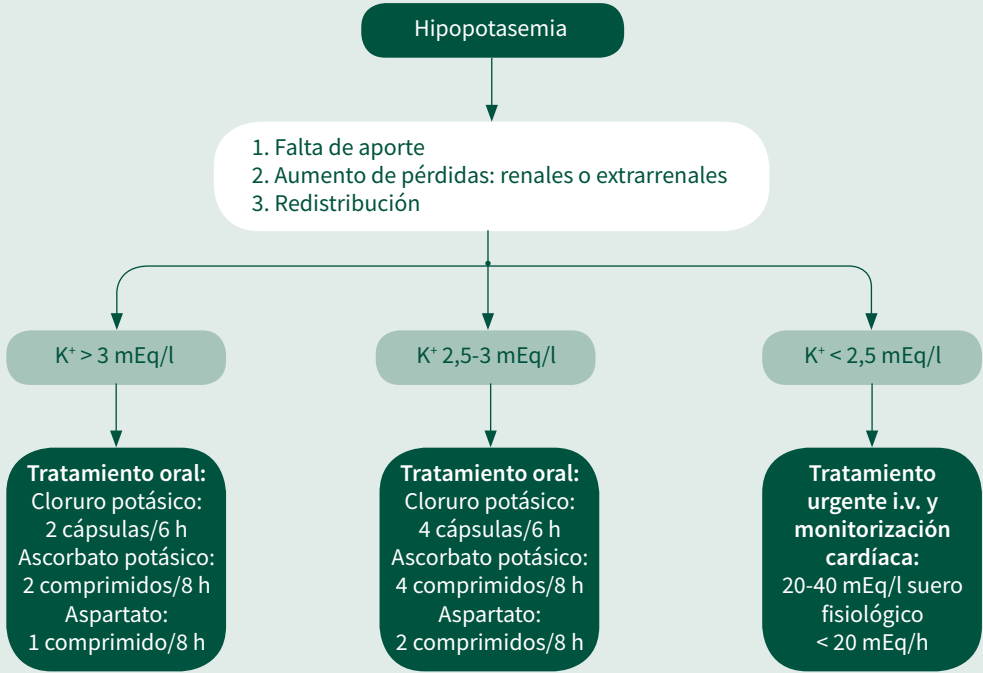 Hipopotasemia
1. Falta de aporte
2. Aumento de pérdidas: renales o extrarrenales
3. Redistribución
K⁺ > 3 mEq/l
K⁺ 2,5-3 mEq/l
K⁺ < 2,5 mEq/l
Tratamiento oral:
Cloruro potásico:
2 cápsulas/6 h
Ascorbato potásico:
2 comprimidos/8 h
Aspartato:
1 comprimido/8 h
Tratamiento oral:
Cloruro potásico:
4 cápsulas/6 h
Ascorbato potásico:
4 comprimidos/8 h
Aspartato:
2 comprimidos/8 h
Tratamiento
urgente i.v. y
monitorización
cardíaca:
20-40 mEq/l suero
fisiológico
< 20 mEq/h